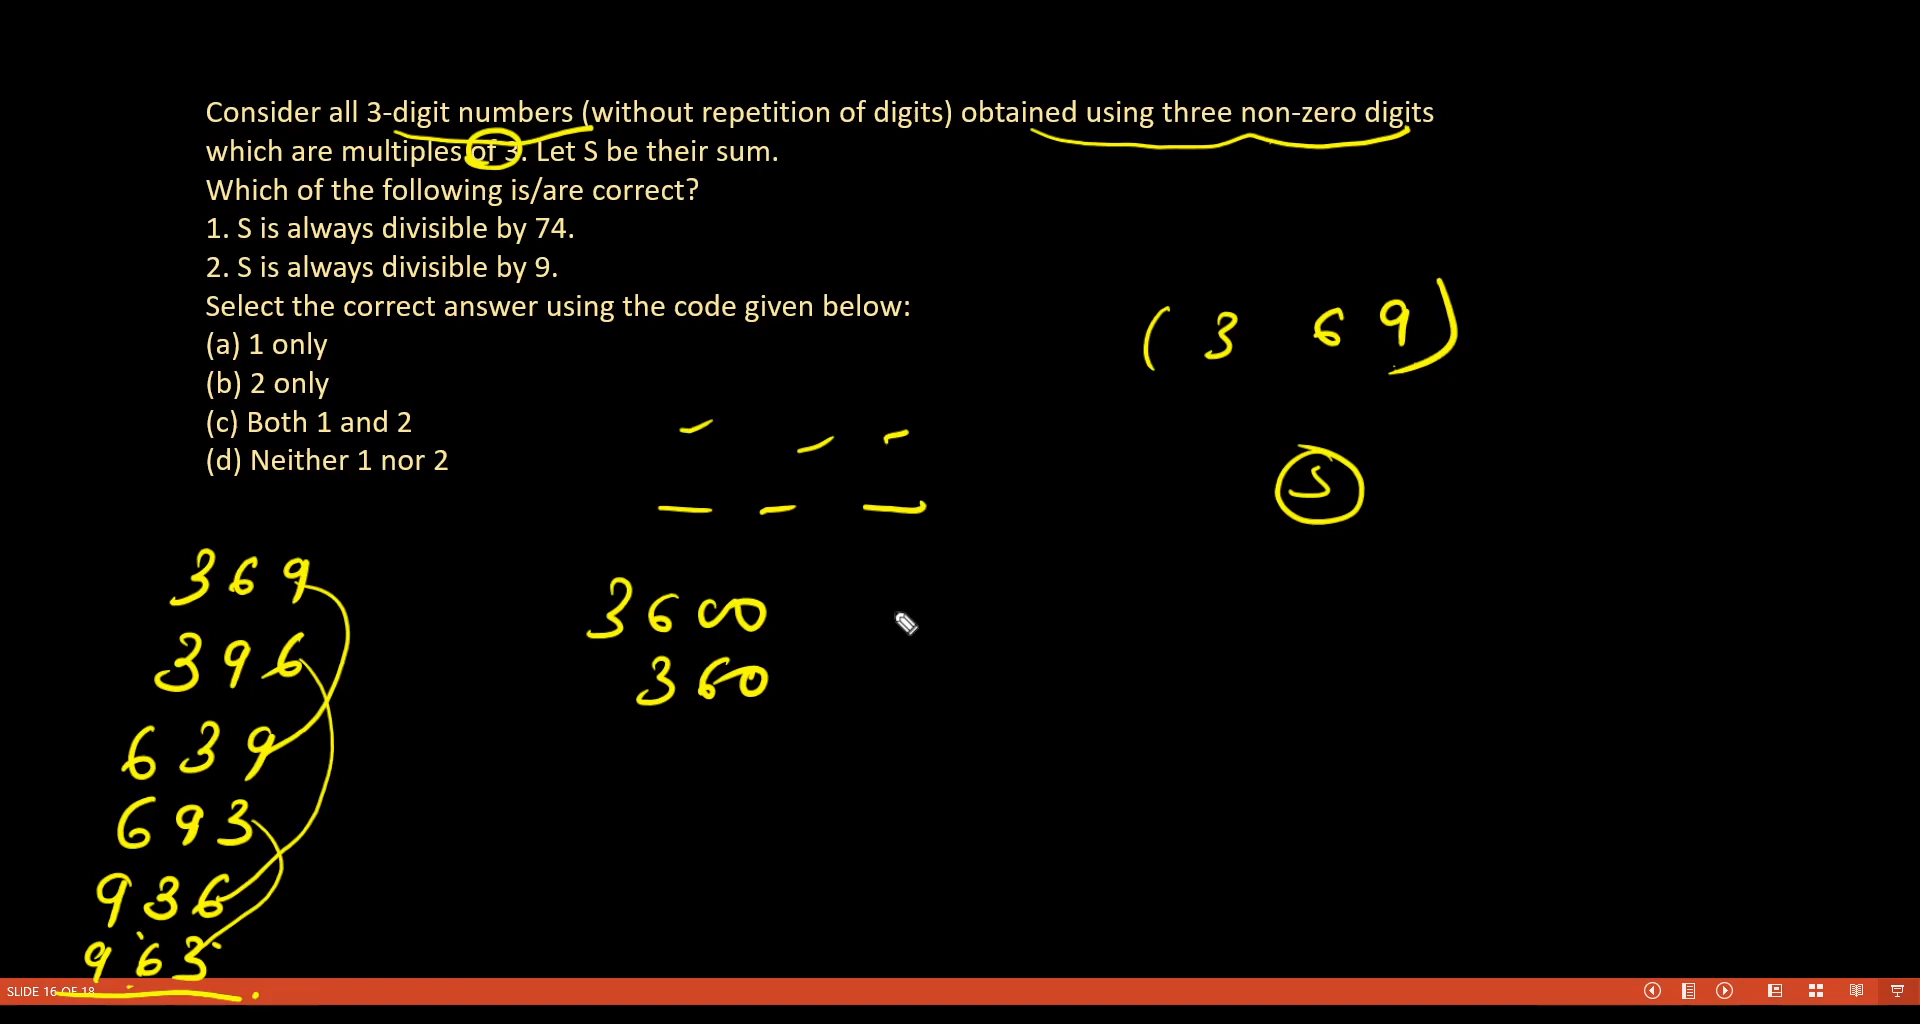 Consider all 3-digit numbers (without repetition of digits) obtained using three non-zero digits
which are multiples of 3. Let S be their sum.
Which of the following is/are correct?
1. S is always divisible by 74.
2. S is always divisible by 9.
Select the correct answer using the code given below:
(a) 1 only
(b) 2 only
(c) Both 1 and 2
(d) Neither 1 nor 2
(3 6 9)
S
369
396
639
693
936
963
3600
360
SLIDE 16 OF 18